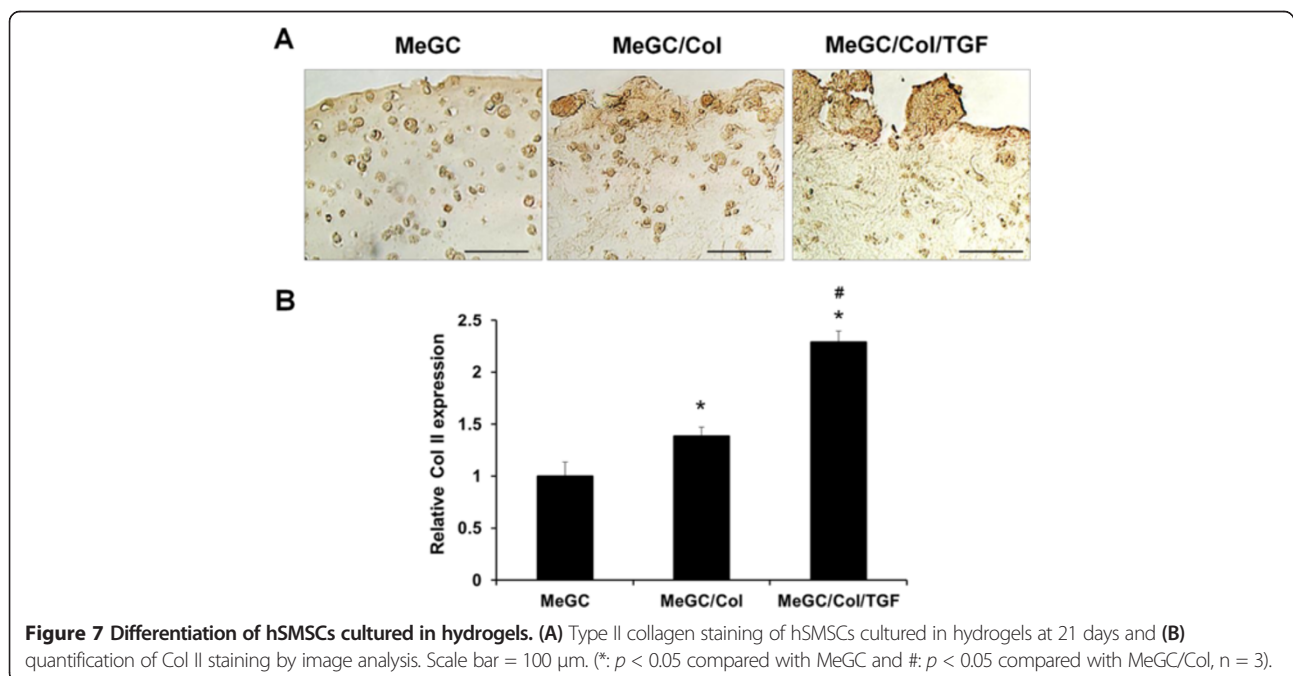 A
MeGC MeGC/Col MeGC/Col/TGF
B
#
*
*
2.5
2
1.5
1
0.5
0
Relative Col II expression
MeGC MeGC/Col MeGC/Col/TGF
Figure 7 Differentiation of hSMSCs cultured in hydrogels. (A) Type II collagen staining of hSMSCs cultured in hydrogels at 21 days and (B)
quantification of Col II staining by image analysis. Scale bar = 100 μm. (*: p < 0.05 compared with MeGC and #: p < 0.05 compared with MeGC/Col, n = 3).